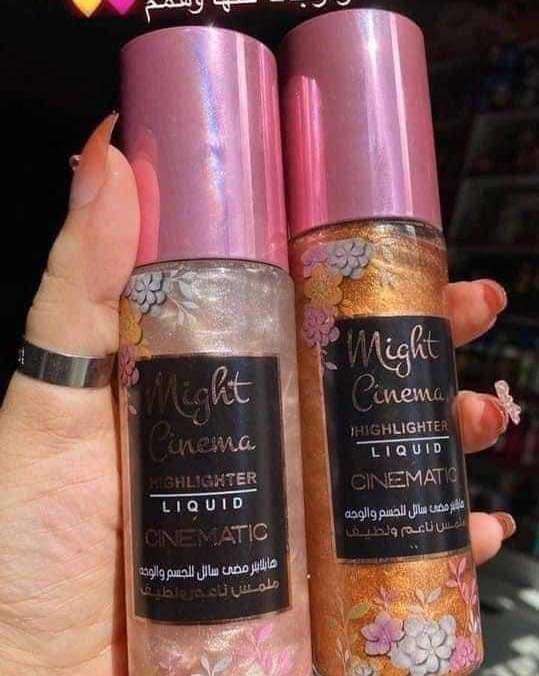 وهمم
Might
Cinema
HIGHLIGHTER
LIQUID
CINEMATIC
هايلايتر مضى سائل للجسم والوجه
ملمس ناعم ولطيف
Might
Cinema
HIGHLIGHTER
LIQUID
CINEMATIC
هايلايتر مضى سائل للجسم والوجه
ملمس ناعم ولطيف